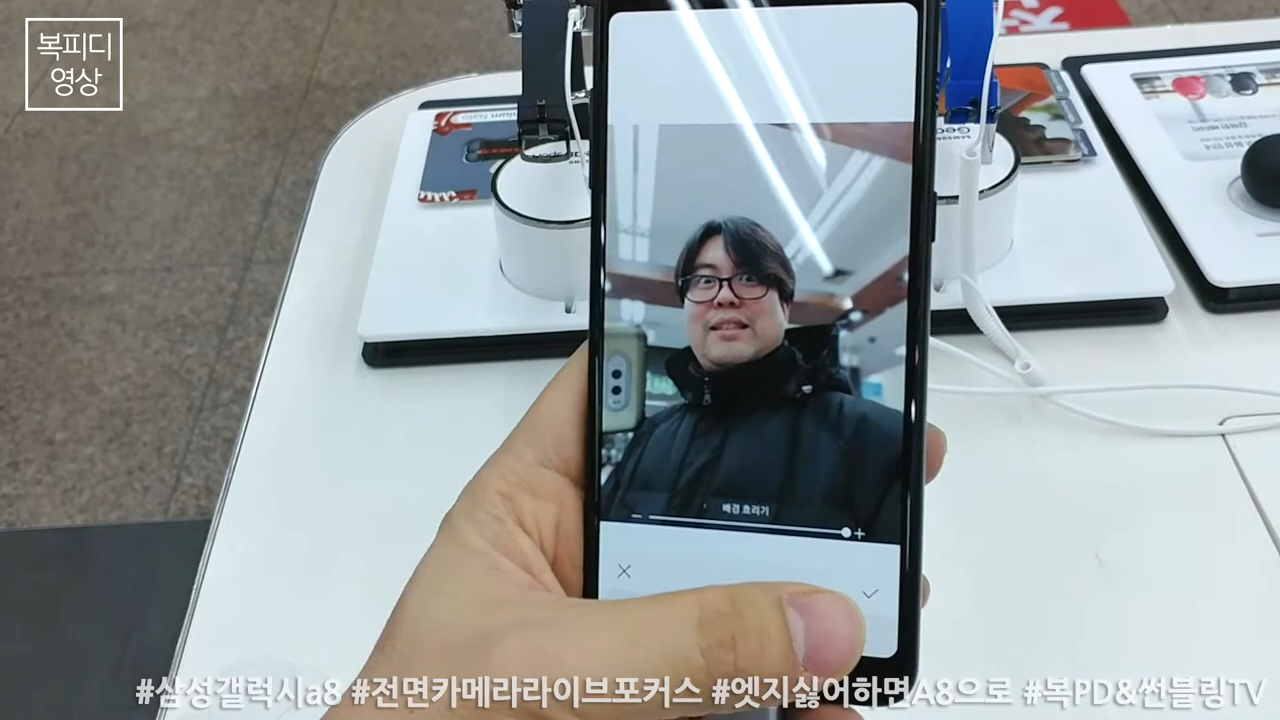 복피디
영상
배경 흐리기
#삼성갤럭시a8 #전면카메라라이브포커스 #엣지싫어하면A8으로 #복PD&썬블링TV